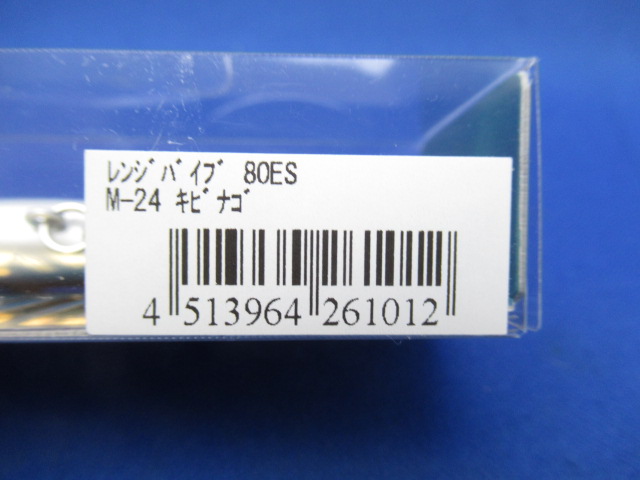 ﾚﾝｼﾞﾊﾞｲﾌﾞ 80ES
M-24 ｷﾋﾞﾅｺﾞ
4 513964 261012